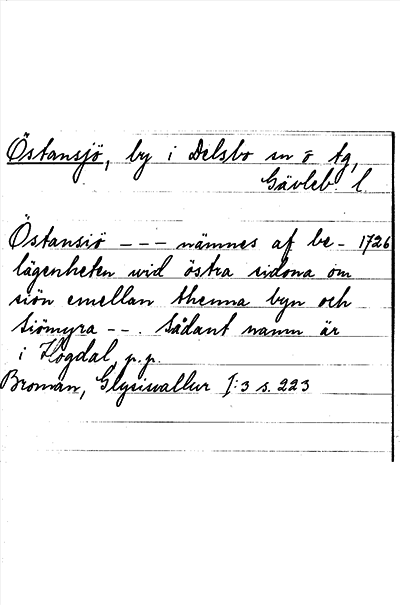 Östansjö, by i Delsbo sn o tg,
Gävleb l.
Östansiö --- nämnes af be- 1726
lägenheten wid östra sidona om
siön emellan thenna byn och
Siömyra --. Sådant namn är
i Högdal, p.p.
Broman, Glysisvallur I:3 s. 223